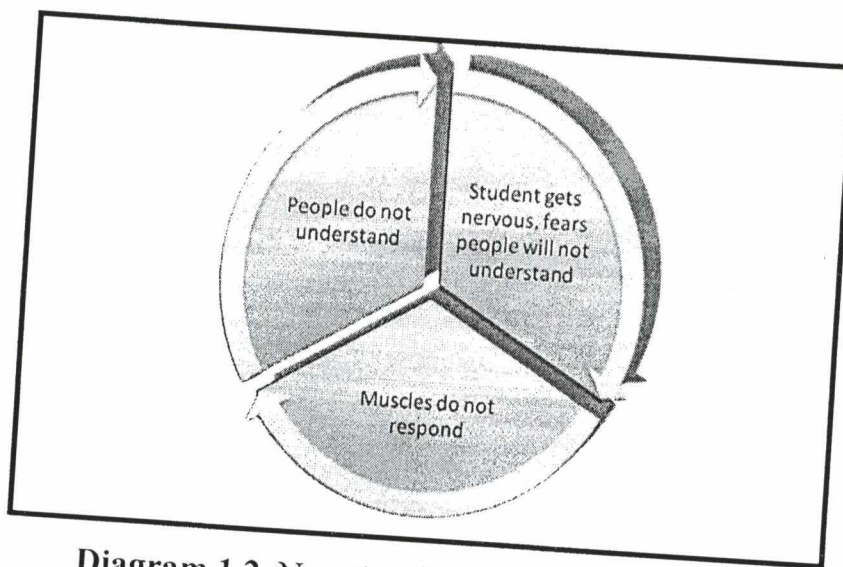 People do not
understand
Student gets
nervous, fears
people will not
understand
Muscles do not
respond
Diagram 1.2